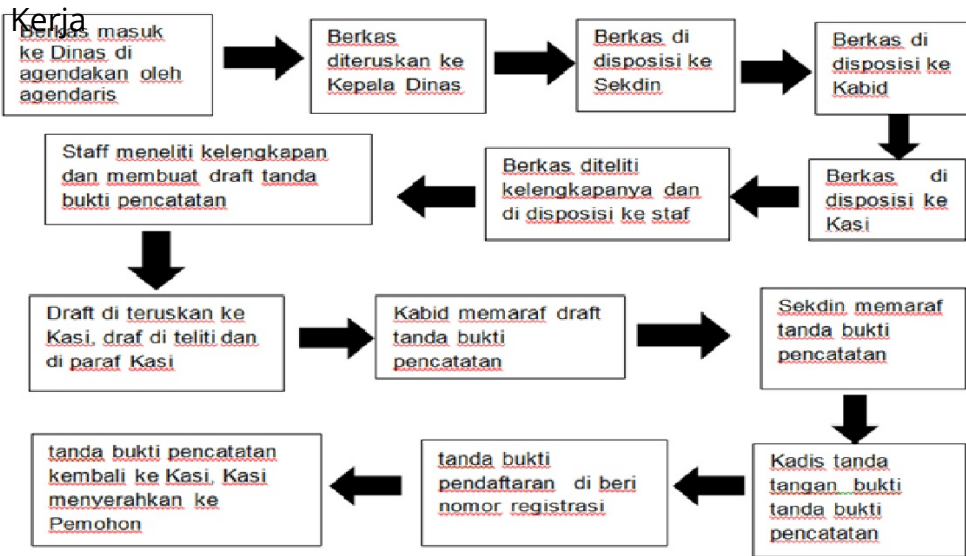 Kerja
Berkas masuk
ke Dinas di
agendakan oleh
agendaris
Berkas
diteruskan ke
Kepala Dinas
Berkas di
disposisi ke
Sekdin
Berkas di
disposisi ke
Kabid
Berkas di
disposisi ke
Kasi
Berkas diteliti
kelengkapanya dan
di disposisi ke staf
Staff meneliti kelengkapan
dan membuat draft tanda
bukti pencatatan
Draft di teruskan ke
Kasi, draf di teliti dan
di paraf Kasi
Kabid memaraf draft
tanda bukti
pencatatan
Sekdin memaraf
tanda bukti
pencatatan
Kadis tanda
tangan bukti
tanda bukti
pencatatan
tanda bukti
pendaftaran di beri
nomor registrasi
tanda bukti pencatatan
kembali ke Kasi, Kasi
menyerahkan ke
Pemohon